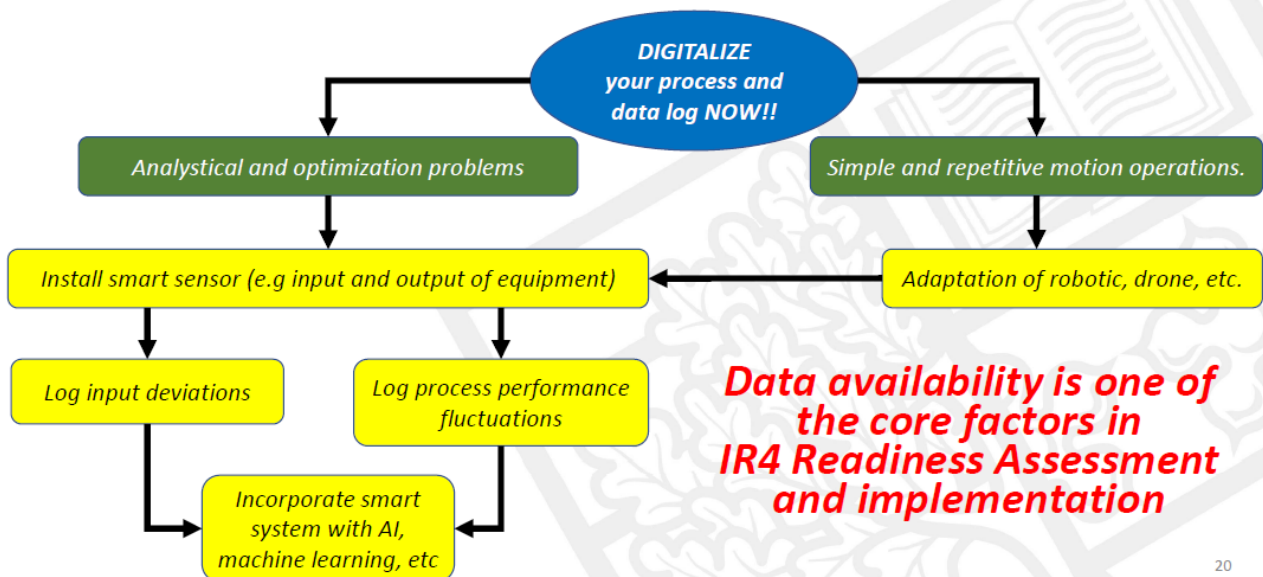 DIGITALIZE
your process and
data log NOW!!
Analystical and optimization problems
Simple and repetitive motion operations.
Install smart sensor (e.g input and output of equipment)
Adaptation of robotic, drone, etc.
Log input deviations
Log process performance
fluctuations
Data availability is one of
the core factors in
IR4 Readiness Assessment
and implementation
Incorporate smart
system with AI,
machine learning, etc
20